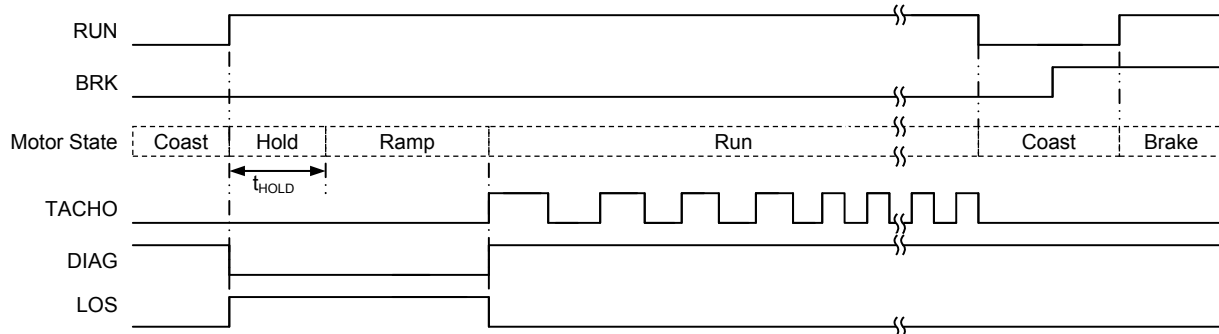 RUN
BRK
Motor State Coast Hold Ramp Run Coast Brake
tHOLD
TACHO
DIAG
LOS